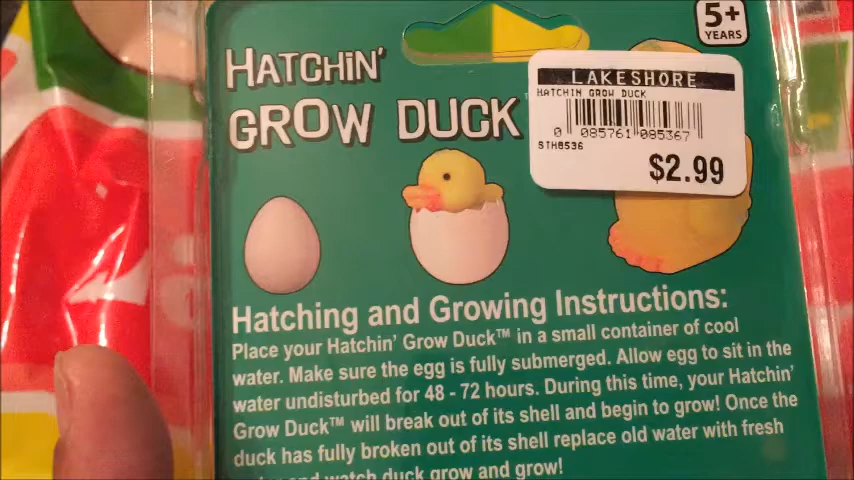 5+
YEARS
HATCHiN'
GROW DUCK™
LAKESHORE
HATCHIN GROW DUCK
0 085761 085367
STH8536
$2.99
Hatching and Growing Instructions:
Place your Hatchin' Grow Duck™ in a small container of cool
water. Make sure the egg is fully submerged. Allow egg to sit in the
water undisturbed for 48 - 72 hours. During this time, your Hatchin'
Grow Duck™ will break out of its shell and begin to grow! Once the
duck has fully broken out of its shell replace old water with fresh
and watch duck grow and grow!